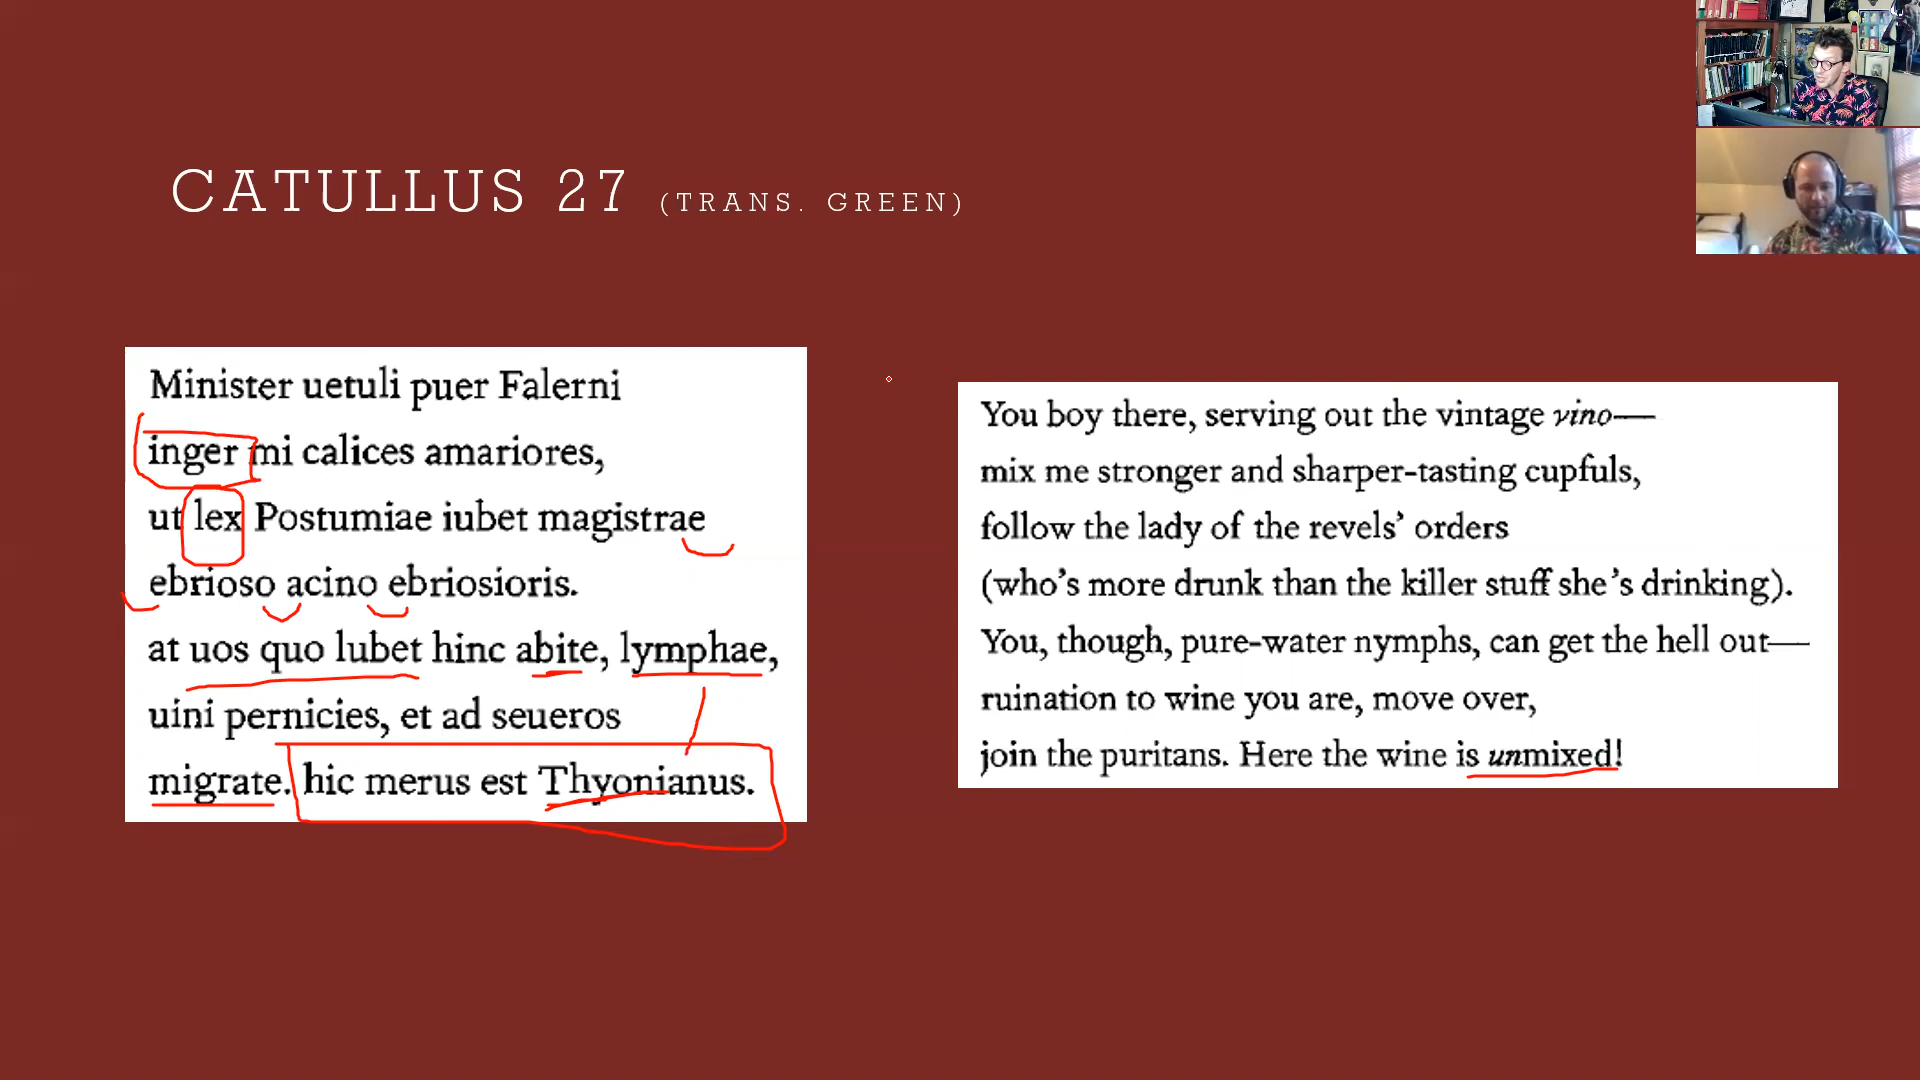 CATULLUS 27 (TRANS. GREEN)
Minister uetuli puer Falerni
inger mi calices amariores,
ut lex Postumiae iubet magistrae
ebrioso acino ebriosioris.
at uos quo lubet hinc abite, lymphae,
uini pernicies, et ad seueros
migrate. hic merus est Thyonianus.
You boy there, serving out the vintage vino—
mix me stronger and sharper-tasting cupfuls,
follow the lady of the revels’ orders
(who’s more drunk than the killer stuff she’s drinking).
You, though, pure-water nymphs, can get the hell out—
ruination to wine you are, move over,
join the puritans. Here the wine is unmixed!